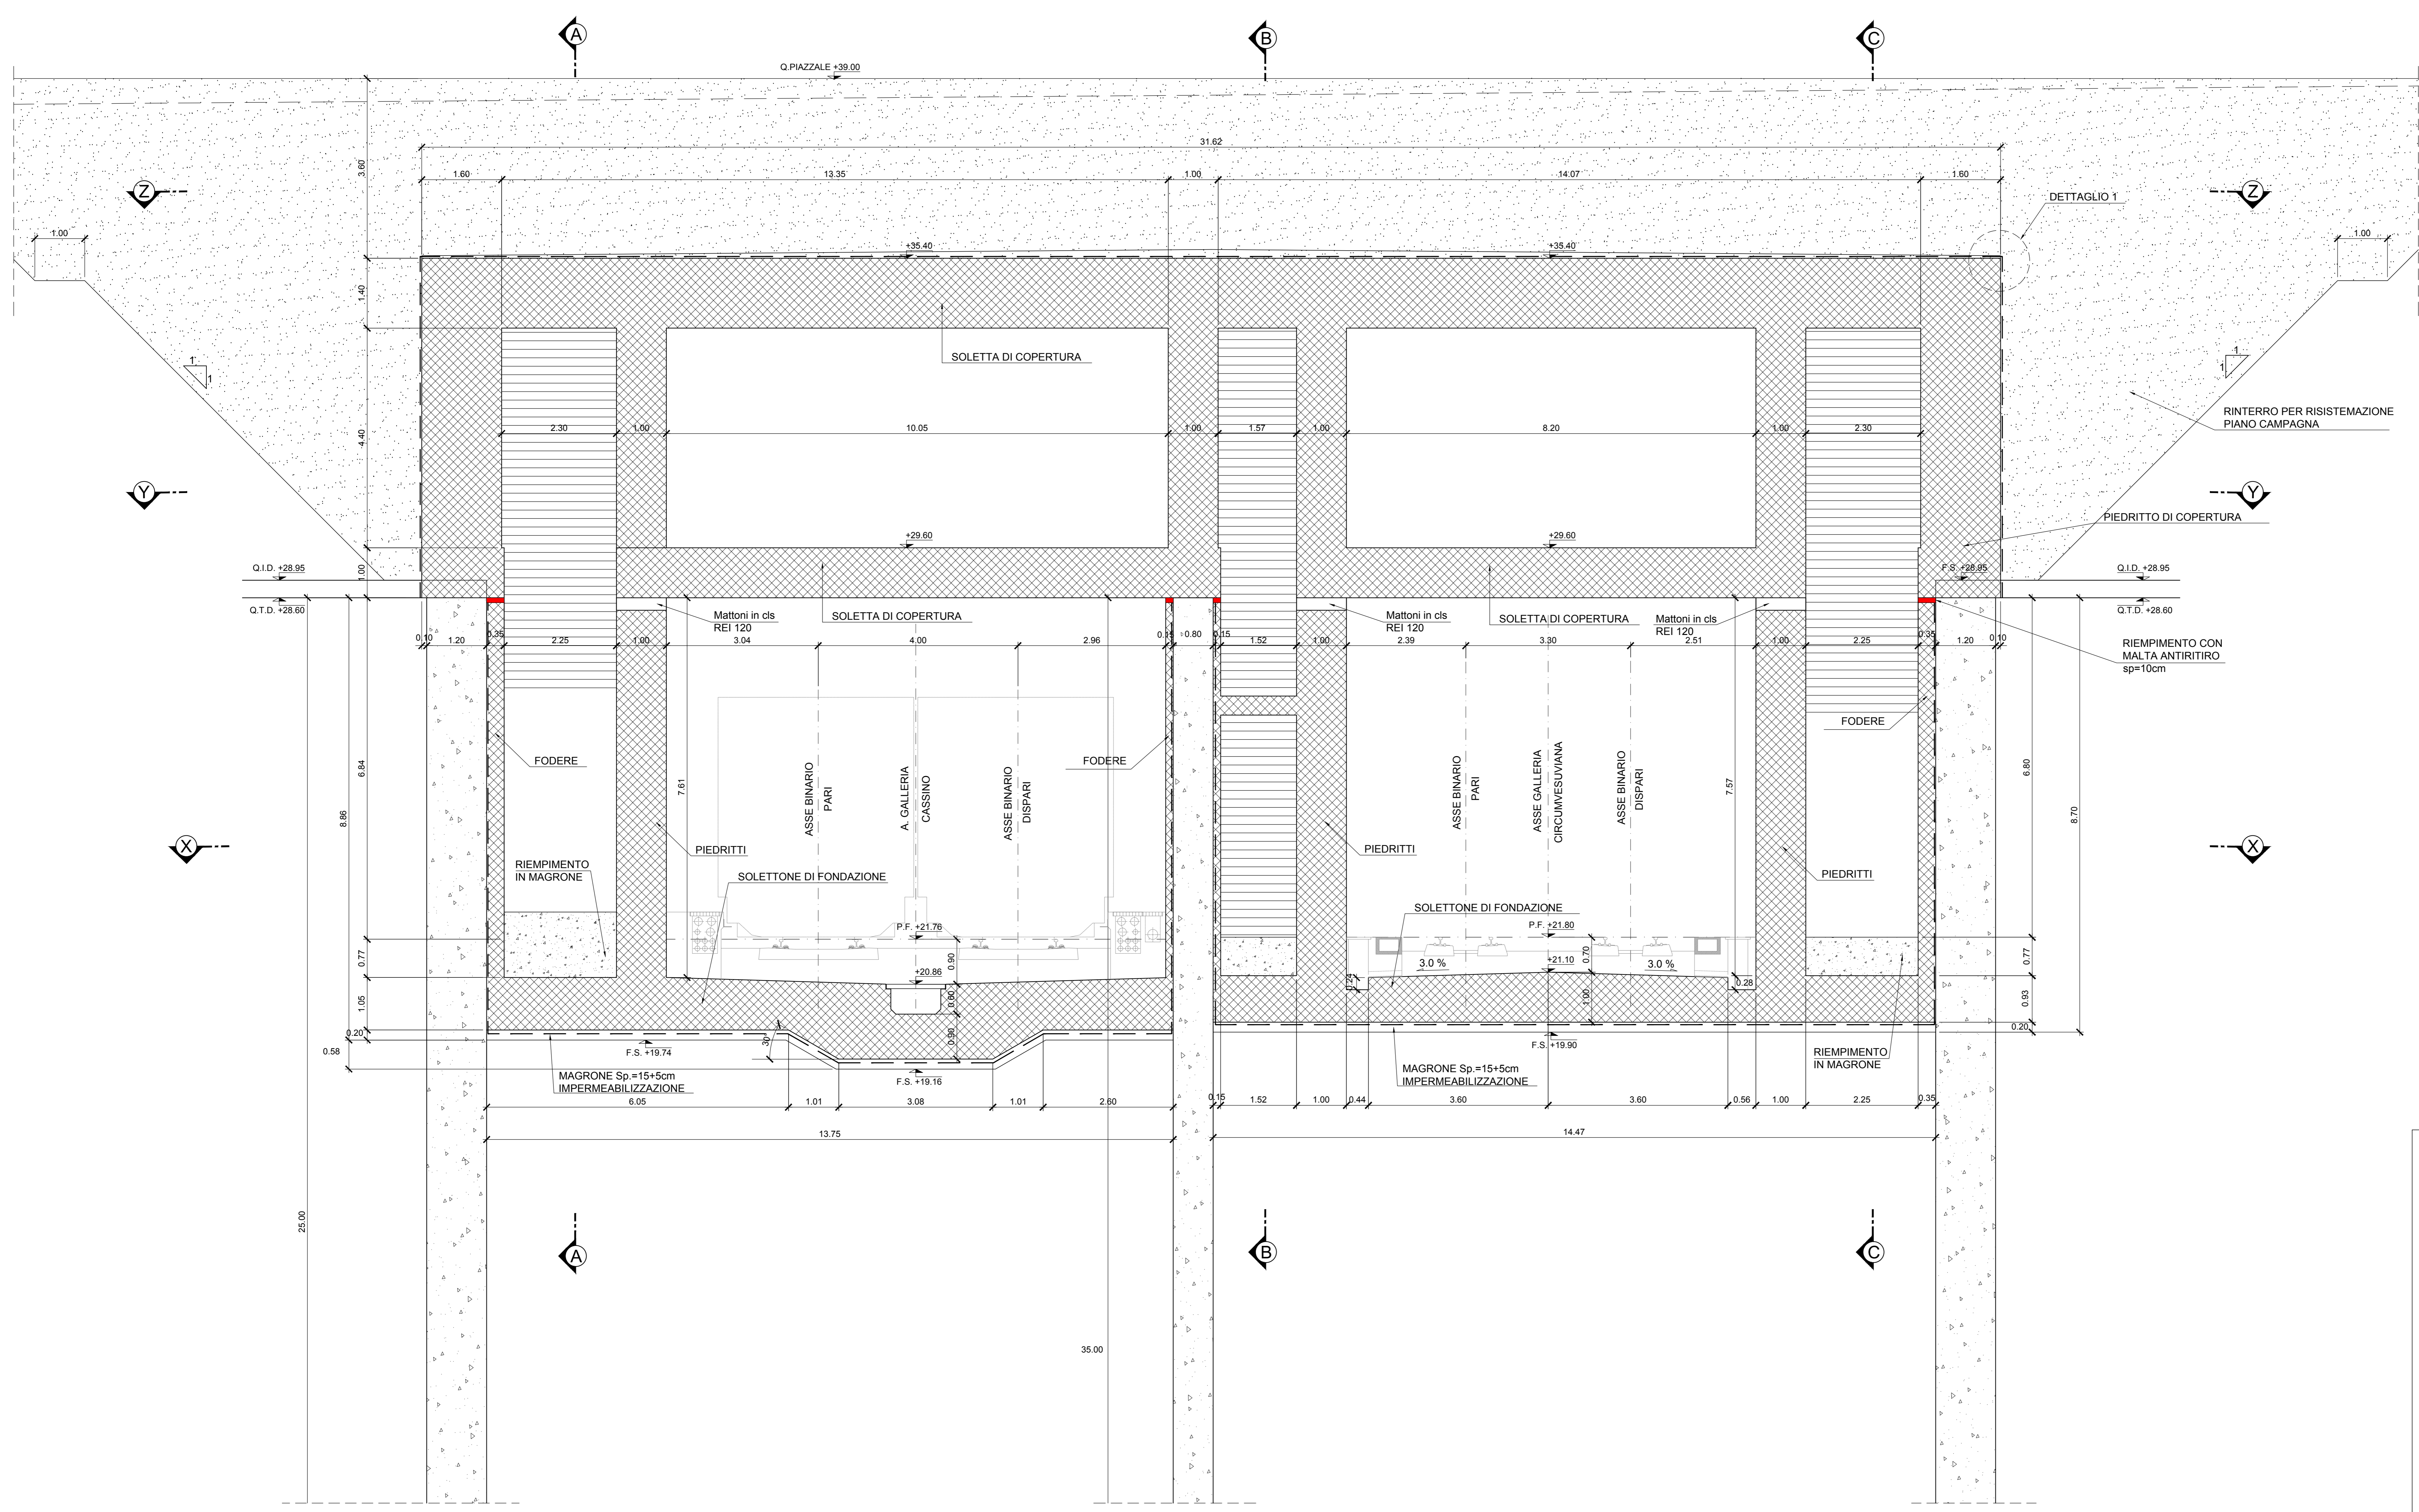 A
B
C
Q.PIAZZALE +39.00
31.62
3.60
1.60
13.35
1.00
14.07
1.60
Z
Z
DETTAGLIO 1
1.00
1.00
+35.40
+35.40
1.40
SOLETTA DI COPERTURA
1
1
1
1
RINTERRO PER RISISTEMAZIONE
PIANO CAMPAGNA
4.40
2.30
1.00
10.05
1.00
1.57
1.00
8.20
1.00
2.30
Y
Y
PIEDRITTO DI COPERTURA
+29.60
+29.60
1.00
Q.I.D. +28.95
F.S. +28.95
Q.I.D. +28.95
Q.T.D. +28.60
Q.T.D. +28.60
Mattoni in cls
REI 120
SOLETTA DI COPERTURA
Mattoni in cls
REI 120
SOLETTA DI COPERTURA
Mattoni in cls
REI 120
0.10
1.20
0.35
2.25
1.00
3.04
4.00
2.96
0.15
0.80
0.15
1.52
1.00
2.39
3.30
2.51
1.00
2.25
0.35
1.20
0.10
RIEMPIMENTO CON
MALTA ANTIRITIRO
sp=10cm
FODERE
FODERE
FODERE
6.84
8.86
7.61
ASSE BINARIO
PARI
A. GALLERIA
CASSINO
ASSE BINARIO
DISPARI
ASSE BINARIO
PARI
ASSE GALLERIA
CIRCUMVESUVIANA
ASSE BINARIO
DISPARI
7.57
6.80
8.70
X
X
PIEDRITTI
PIEDRITTI
PIEDRITTI
RIEMPIMENTO
IN MAGRONE
SOLETTONE DI FONDAZIONE
SOLETTONE DI FONDAZIONE
P.F. +21.76
P.F. +21.80
0.77
0.90
+20.86
0.70
3.0 %
+21.10
3.0 %
0.77
0.24
0.28
1.05
0.60
1.00
0.93
0.20
0.90
0.20
0.58
30°
F.S. +19.74
F.S. +19.90
F.S. +19.16
RIEMPIMENTO
IN MAGRONE
MAGRONE Sp.=15+5cm
IMPERMEABILIZZAZIONE
MAGRONE Sp.=15+5cm
IMPERMEABILIZZAZIONE
6.05
1.01
3.08
1.01
2.60
0.15
1.52
1.00
0.44
3.60
3.60
0.56
1.00
2.25
0.35
13.75
14.47
25.00
35.00
A
B
C